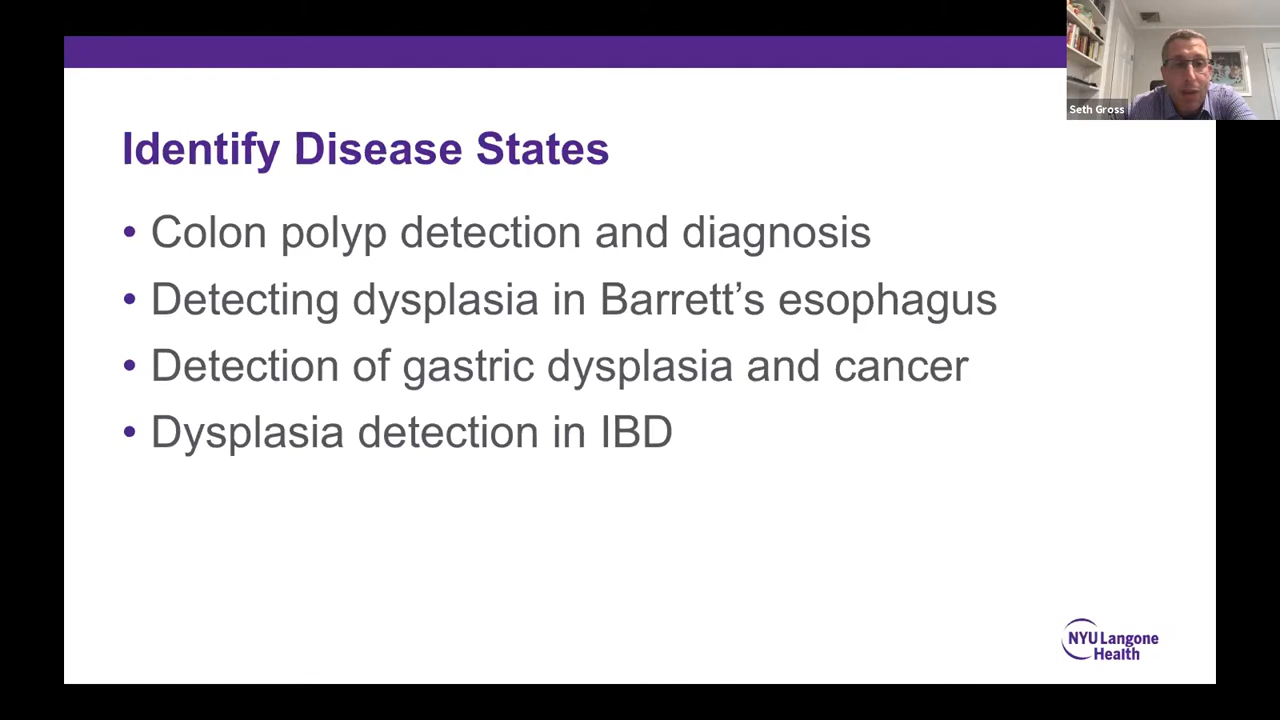 Seth Gross
Identify Disease States
• Colon polyp detection and diagnosis
• Detecting dysplasia in Barrett’s esophagus
• Detection of gastric dysplasia and cancer
• Dysplasia detection in IBD
NYU Langone
Health